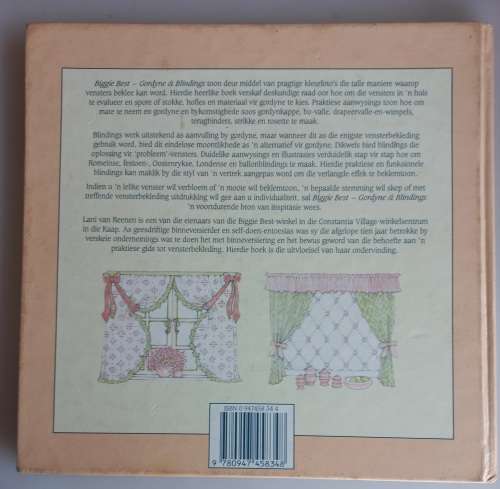 Biggie Best – Gordyne & Blindings toon deur middel van pragtige kleurfoto's die talle maniere waarop
vensters beklee kan word. Hierdie heerlike boek verskaf deskundige raad oor hoe om die vensters in 'n huis
te evalueer en spore of stokke, hofies en materiaal vir gordyne te kies. Praktiese aanwysings toon hoe om
mate te neem en gordyne en bykomstighede soos gordynkappe, bo-valle, drapeervalle-en-wimpels,
terugbinders, strikke en rosette te maak.
Blindings werk uitstekend as aanvulling by gordyne, maar wanneer dit as die enigste vensterbekleding
gebruik word, bied dit eindelose moontlikheid as 'n alternatief vir gordyne. Dikwels bied blindings die
oplossing vir 'probleem'-vensters. Duidelike aanwysings en illustrasies verduidelik stap vir stap hoe om
Romeinse, festoen-, Oostenrykse, Londense en ballonblindings te maak. Hierdie praktiese en funksionele
blindings kan maklik by die styl van 'n vertrek aangepas word om die verlangde effek te beklemtoon.
Indien u 'n lelike venster wil verbloem of 'n mooie wil beklemtoon, 'n bepaalde stemming wil skep of met
treffende vensterbekleding uitdrukking wil gee aan u individualiteit, sal Biggie Best – Gordyne & Blindings
'n voortdurende bron van inspirasie wees.
Lani van Reenen is een van die eienaars van die Biggie Best-winkel in die Constantia Village-winkelsentrum
in die Kaap. As geesdriftige binneversierder en self-doen-entoesias was sy die afgelope tien jaar betrokke by
verskeie ondernemings wat te doen het met binneversiering en het bewus geword van die behoefte aan 'n
praktiese gids tot vensterbekleding. Hierdie boek is die uitvloeisel van haar ondervinding.
ISBN 0 947458 34 4
9 780947 458348